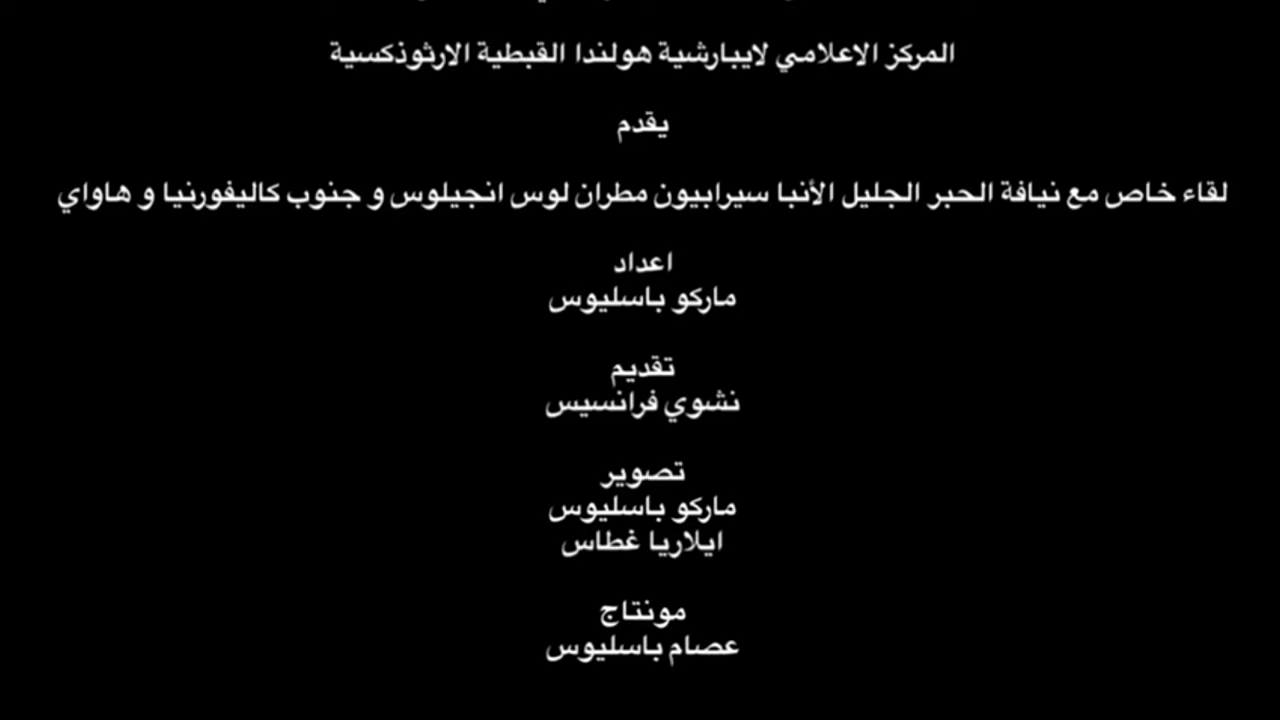 المركز الاعلامي لايبارشية هولندا القبطية الارثوذكسية
يقدم
لقاء خاص مع نيافة الحبر الجليل الأنبا سيرابيون مطران لوس انجيلوس و جنوب كاليفورنيا و هاواي
اعداد
ماركو باسليوس
تقديم
نشوي فرانسيس
تصوير
ماركو باسليوس
ايلاريا غطاس
مونتاج
عصام باسليوس